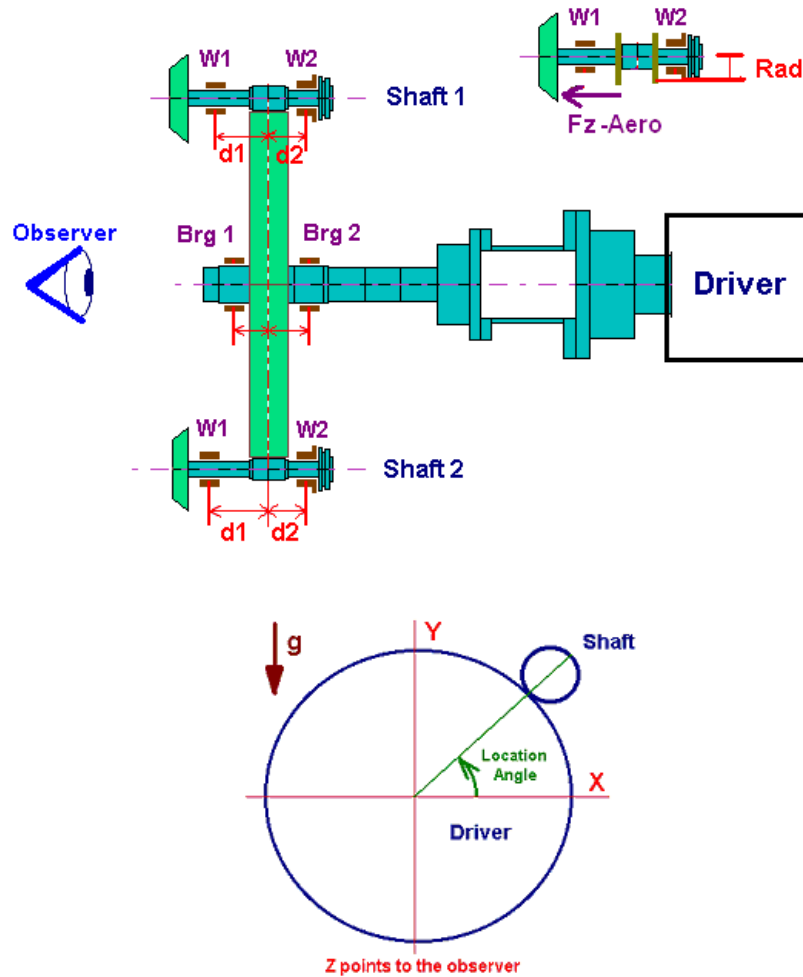 W1
W2
Shaft 1
d1
d2
W1
W2
Rad
Fz -Aero
Observer
Brg 1
Brg 2
Driver
W1
W2
Shaft 2
d1
d2
g
Y
Shaft
Location
Angle
X
Driver
Z points to the observer